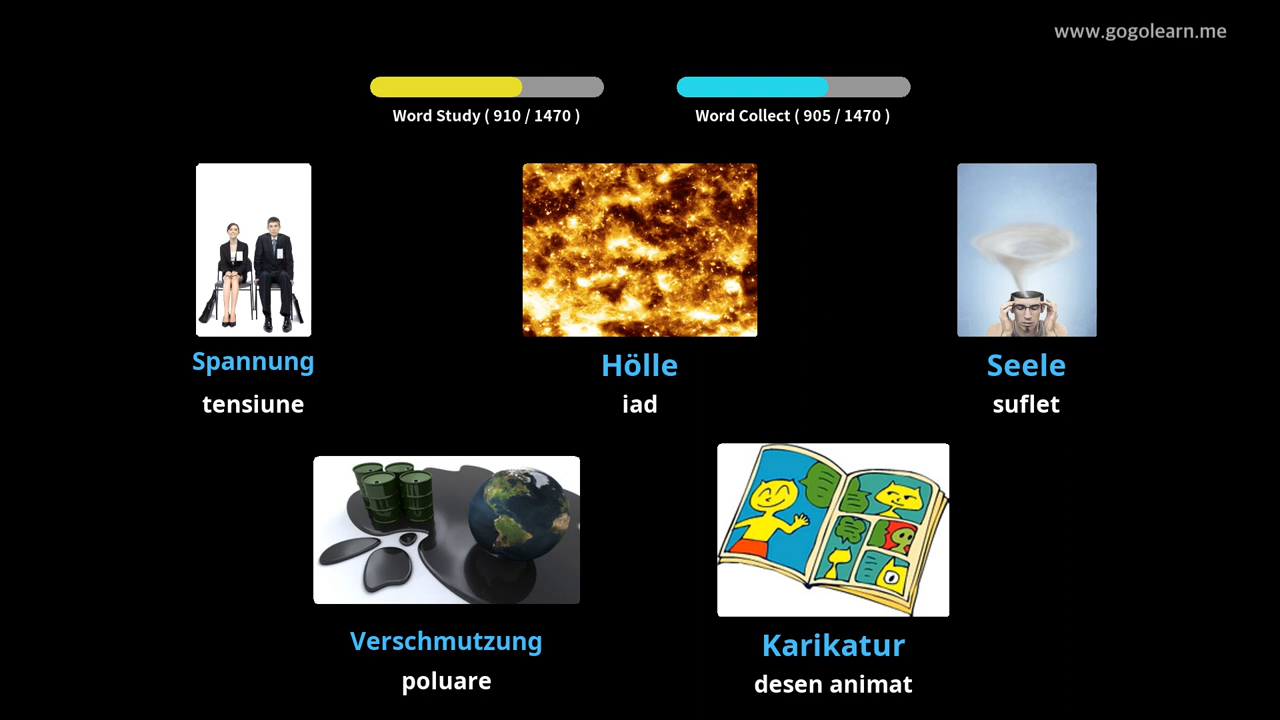 www.gogolearn.me
Word Study ( 910 / 1470 )
Word Collect ( 905 / 1470 )
Spannung
Hölle
Seele
tensiune
iad
suflet
Verschmutzung
Karikatur
poluare
desen animat